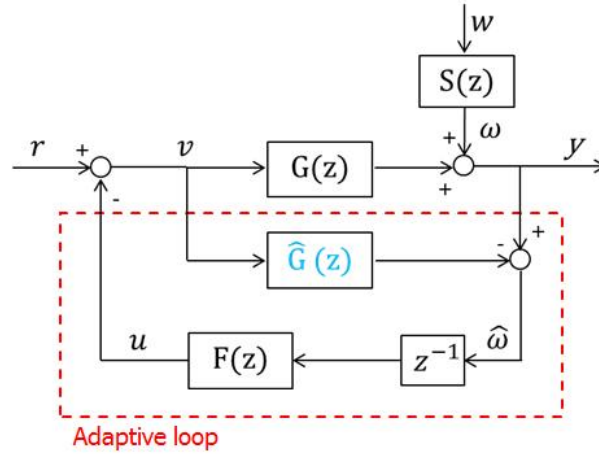 w
S(z)
r + v G(z) + + ω y
-
Ĝ (z) - +
u F(z) z⁻¹ ω̂
Adaptive loop